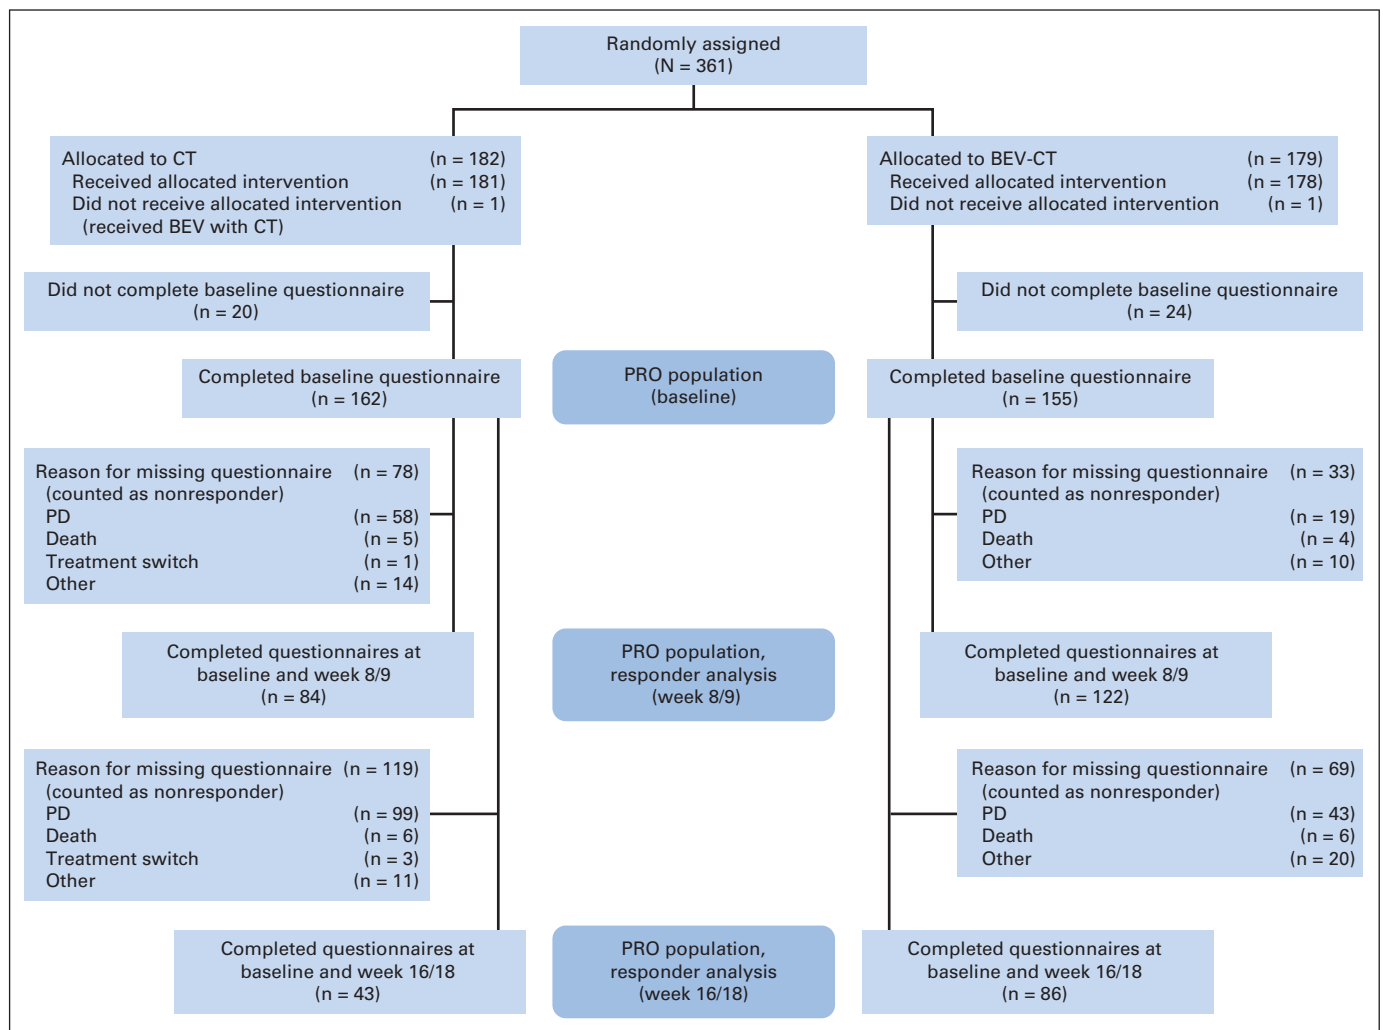 Randomly assigned
(N = 361)
Allocated to CT (n = 182)
Received allocated intervention (n = 181)
Did not receive allocated intervention (n = 1)
(received BEV with CT)
Allocated to BEV-CT (n = 179)
Received allocated intervention (n = 178)
Did not receive allocated intervention (n = 1)
Did not complete baseline questionnaire
(n = 20)
Did not complete baseline questionnaire
(n = 24)
Completed baseline questionnaire
(n = 162)
PRO population
(baseline)
Completed baseline questionnaire
(n = 155)
Reason for missing questionnaire (n = 78)
(counted as nonresponder)
PD (n = 58)
Death (n = 5)
Treatment switch (n = 1)
Other (n = 14)
Reason for missing questionnaire (n = 33)
(counted as nonresponder)
PD (n = 19)
Death (n = 4)
Other (n = 10)
Completed questionnaires at
baseline and week 8/9
(n = 84)
PRO population,
responder analysis
(week 8/9)
Completed questionnaires at
baseline and week 8/9
(n = 122)
Reason for missing questionnaire (n = 119)
(counted as nonresponder)
PD (n = 99)
Death (n = 6)
Treatment switch (n = 3)
Other (n = 11)
Reason for missing questionnaire (n = 69)
(counted as nonresponder)
PD (n = 43)
Death (n = 6)
Other (n = 20)
Completed questionnaires at
baseline and week 16/18
(n = 43)
PRO population,
responder analysis
(week 16/18)
Completed questionnaires at
baseline and week 16/18
(n = 86)